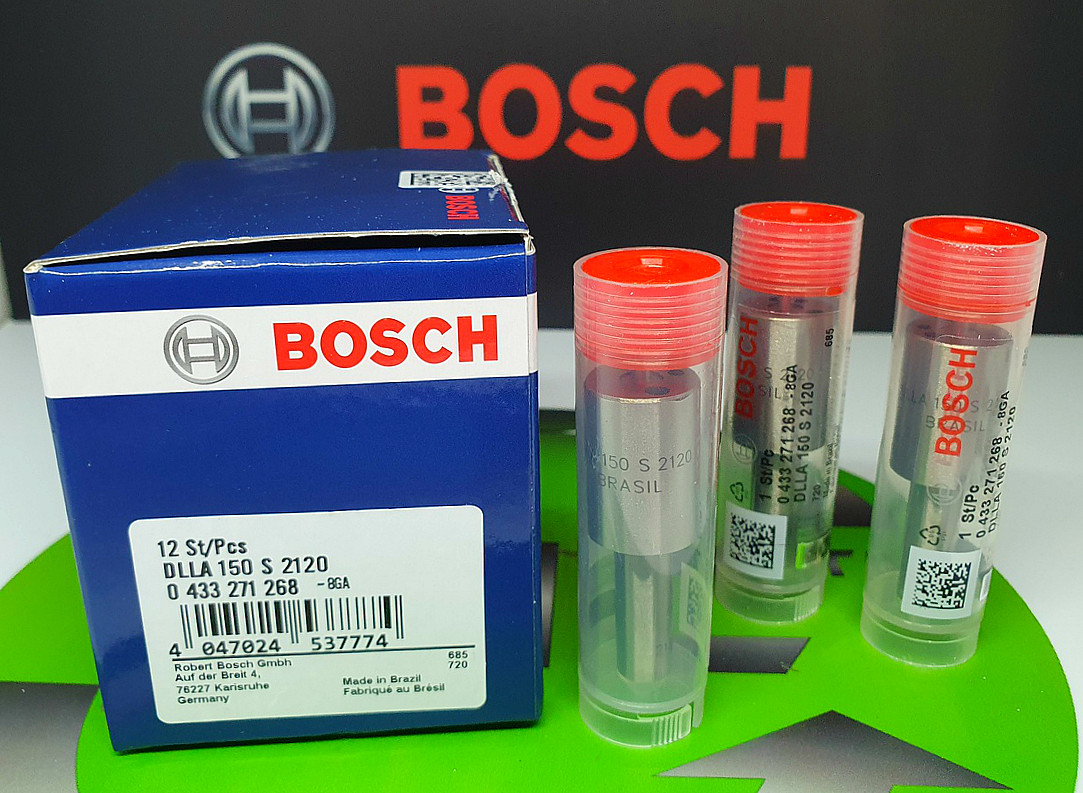 BOSCH
BOSCH
BOSCH
12 St/Pcs
DLLA 150 S 2120
0 433 271 268 -8GA
4 047024 537774
Robert Bosch Gmbh
Auf der Breit 4,
76227 Karisruhe
Germany
685
720
Made in Brazil
Fabriqué au Brésil
150 S 2120
BRASIL
BOSCH
1 St/Pc
0 433 271 268 -8GA
DLLA 150 S 2120
685
720
S 2120
BOSCH
1 St/Pc
0 433 271 268 -8GA
DLLA 150 S 2120
BRASIL